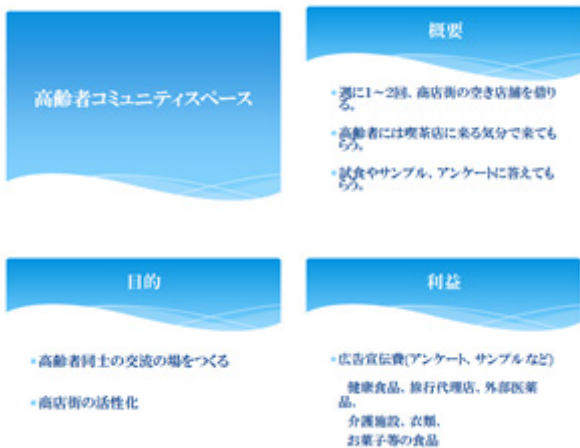 高齢者コミュニティスペース
概要
週に1～2回、商店街の空き店舗を借り
る。
高齢者には喫茶店に来る気分で来ても
らう。
試食やサンプル、アンケートに答えても
らう。
目的
高齢者同士の交流の場をつくる
商店街の活性化
利益
広告宣伝費(アンケート、サンプルなど)
健康食品、旅行代理店、外部医薬
品、
介護施設、衣類、
お菓子等の食品